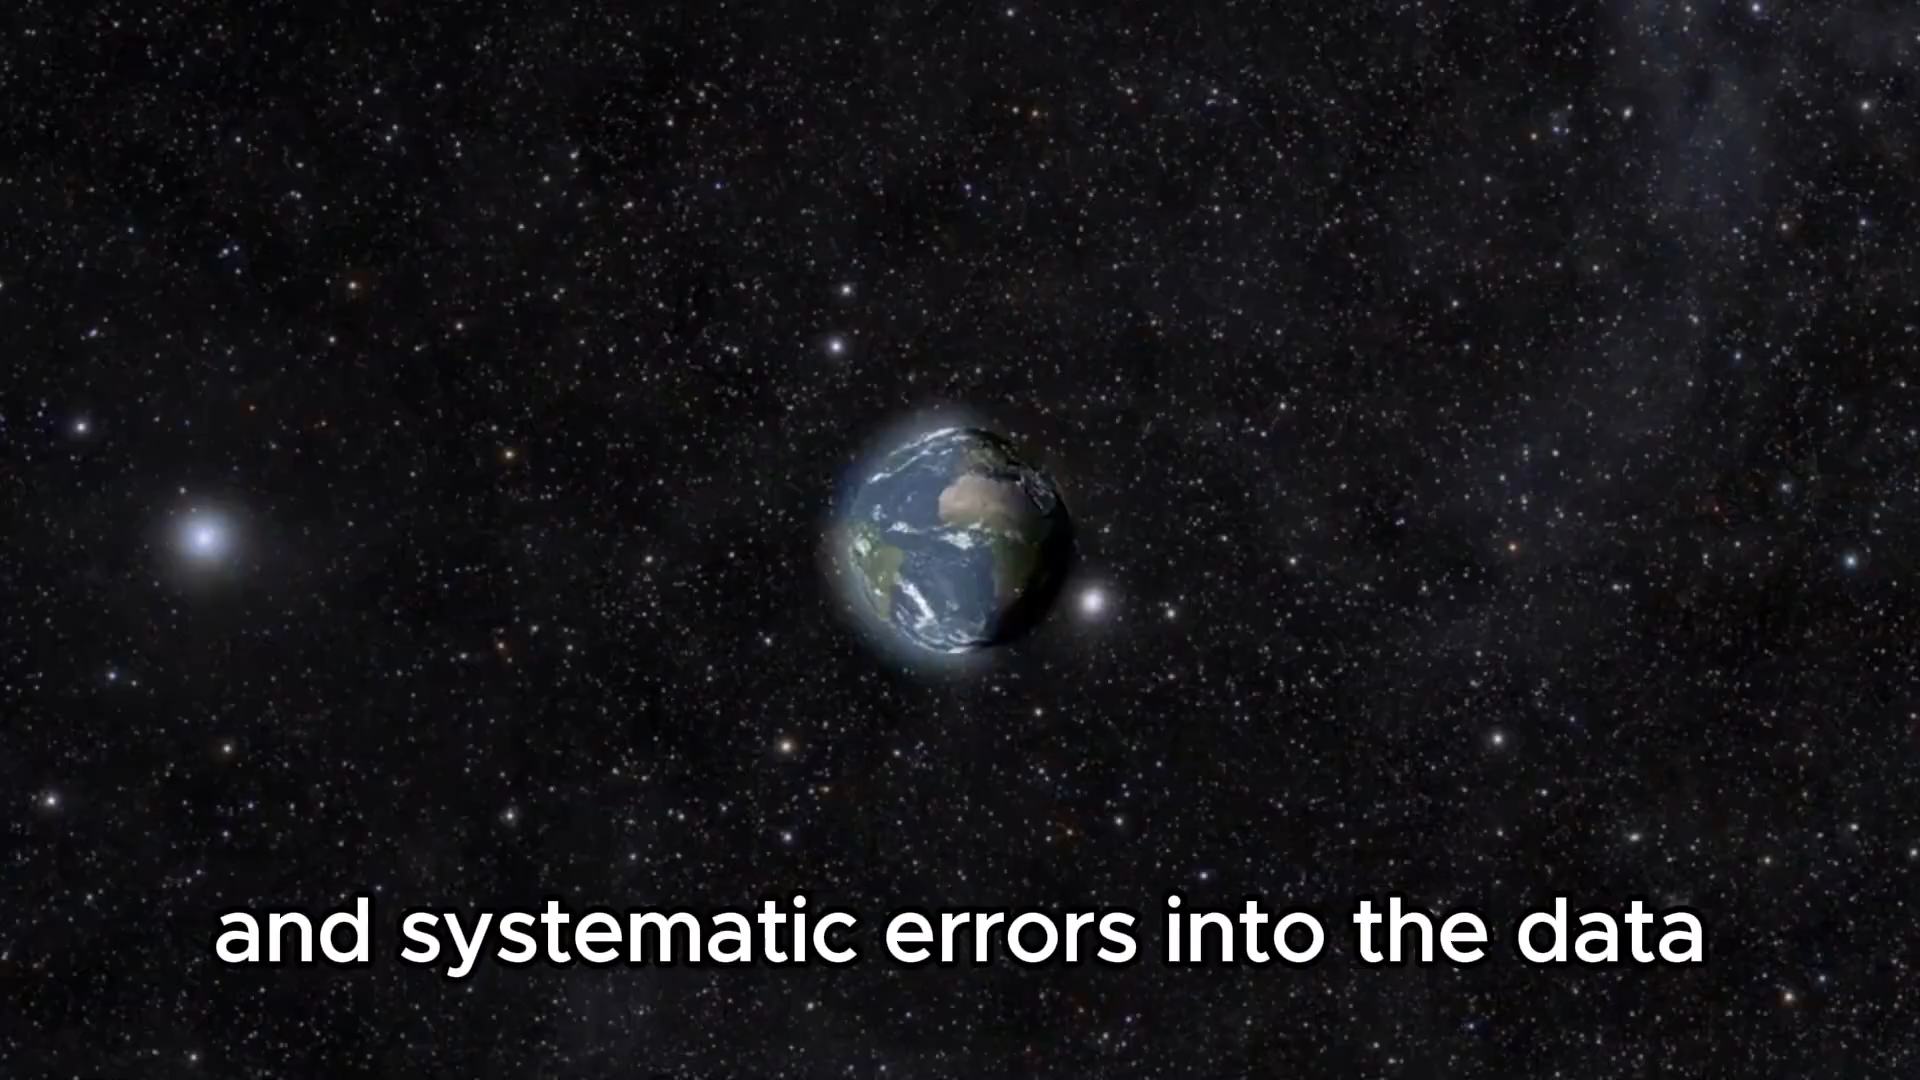 and systematic errors into the data